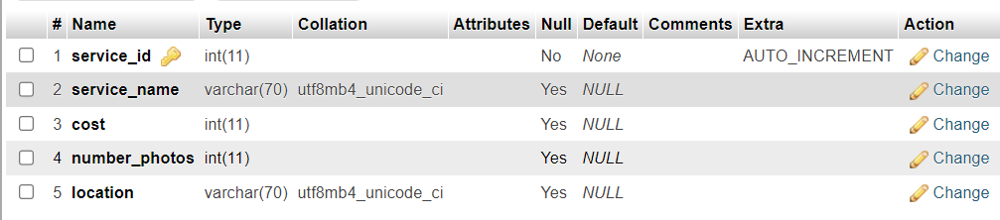 # Name Type Collation Attributes Null Default Comments Extra Action
1 service_id int(11) No None AUTO_INCREMENT Change
2 service_name varchar(70) utf8mb4_unicode_ci Yes NULL Change
3 cost int(11) Yes NULL Change
4 number_photos int(11) Yes NULL Change
5 location varchar(70) utf8mb4_unicode_ci Yes NULL Change